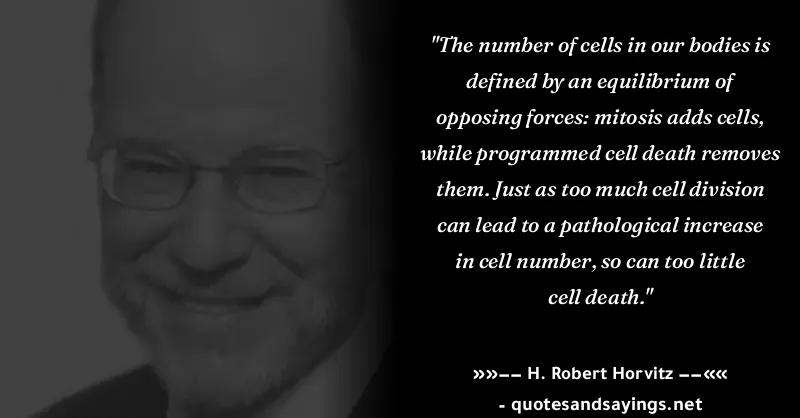 "The number of cells in our bodies is
defined by an equilibrium of
opposing forces: mitosis adds cells,
while programmed cell death removes
them. Just as too much cell division
can lead to a pathological increase
in cell number, so can too little
cell death."
»»−− H. Robert Horvitz −−««
- quotesandsayings.net